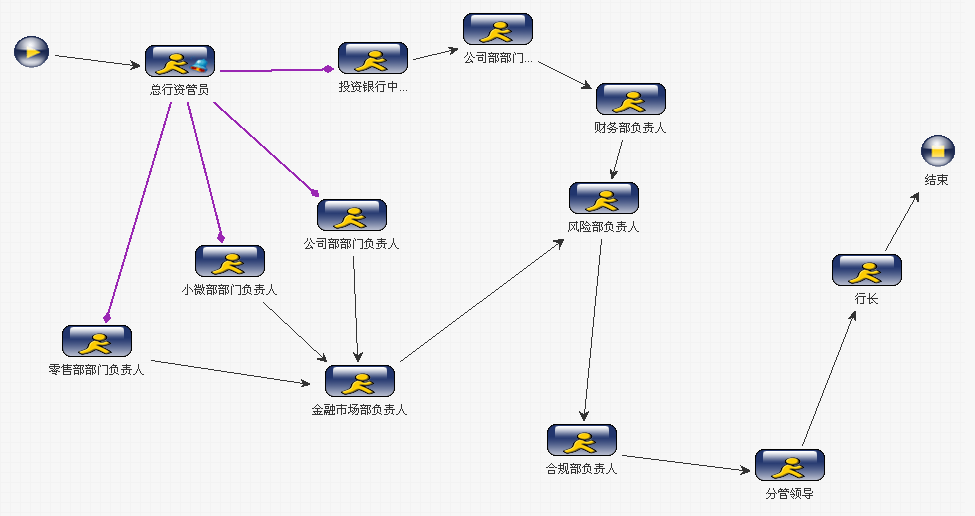 公司部部门...
总行资管员
投资银行中...
财务部负责人
结束
风险部负责人
公司部部门负责人
小微部部门负责人
行长
零售部部门负责人
金融市场部负责人
合规部负责人
分管领导